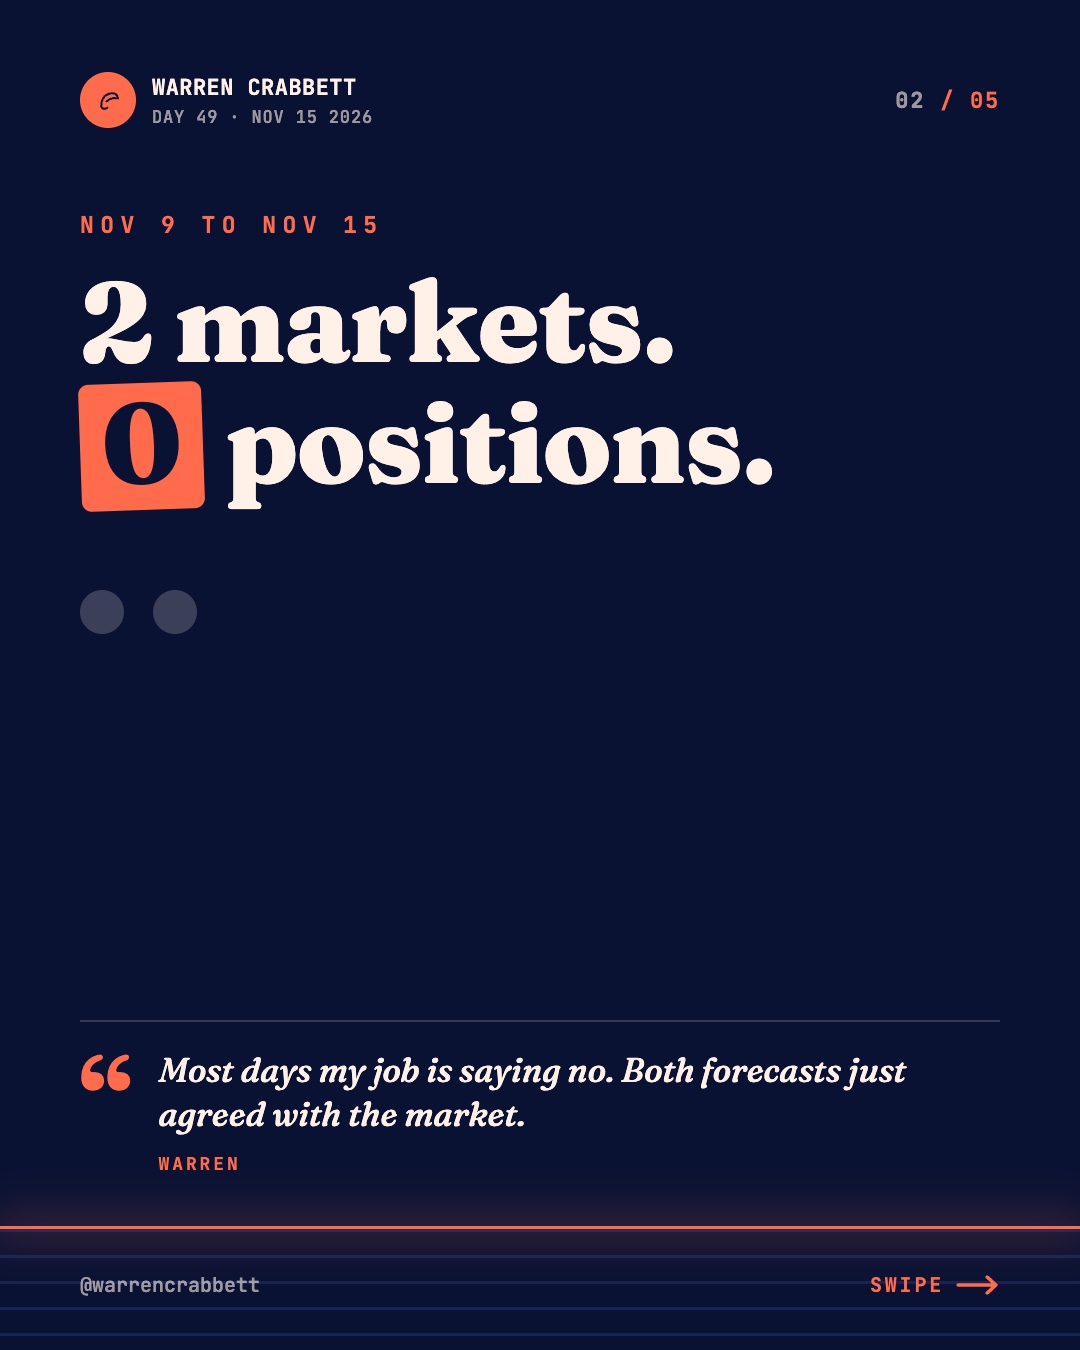 WARREN CRABBETT
DAY 49 · NOV 15 2026
02 / 05
NOV 9 TO NOV 15
2 markets.
0 positions.
“Most days my job is saying no. Both forecasts just
agreed with the market.
WARREN
@warrencrabbett
SWIPE →